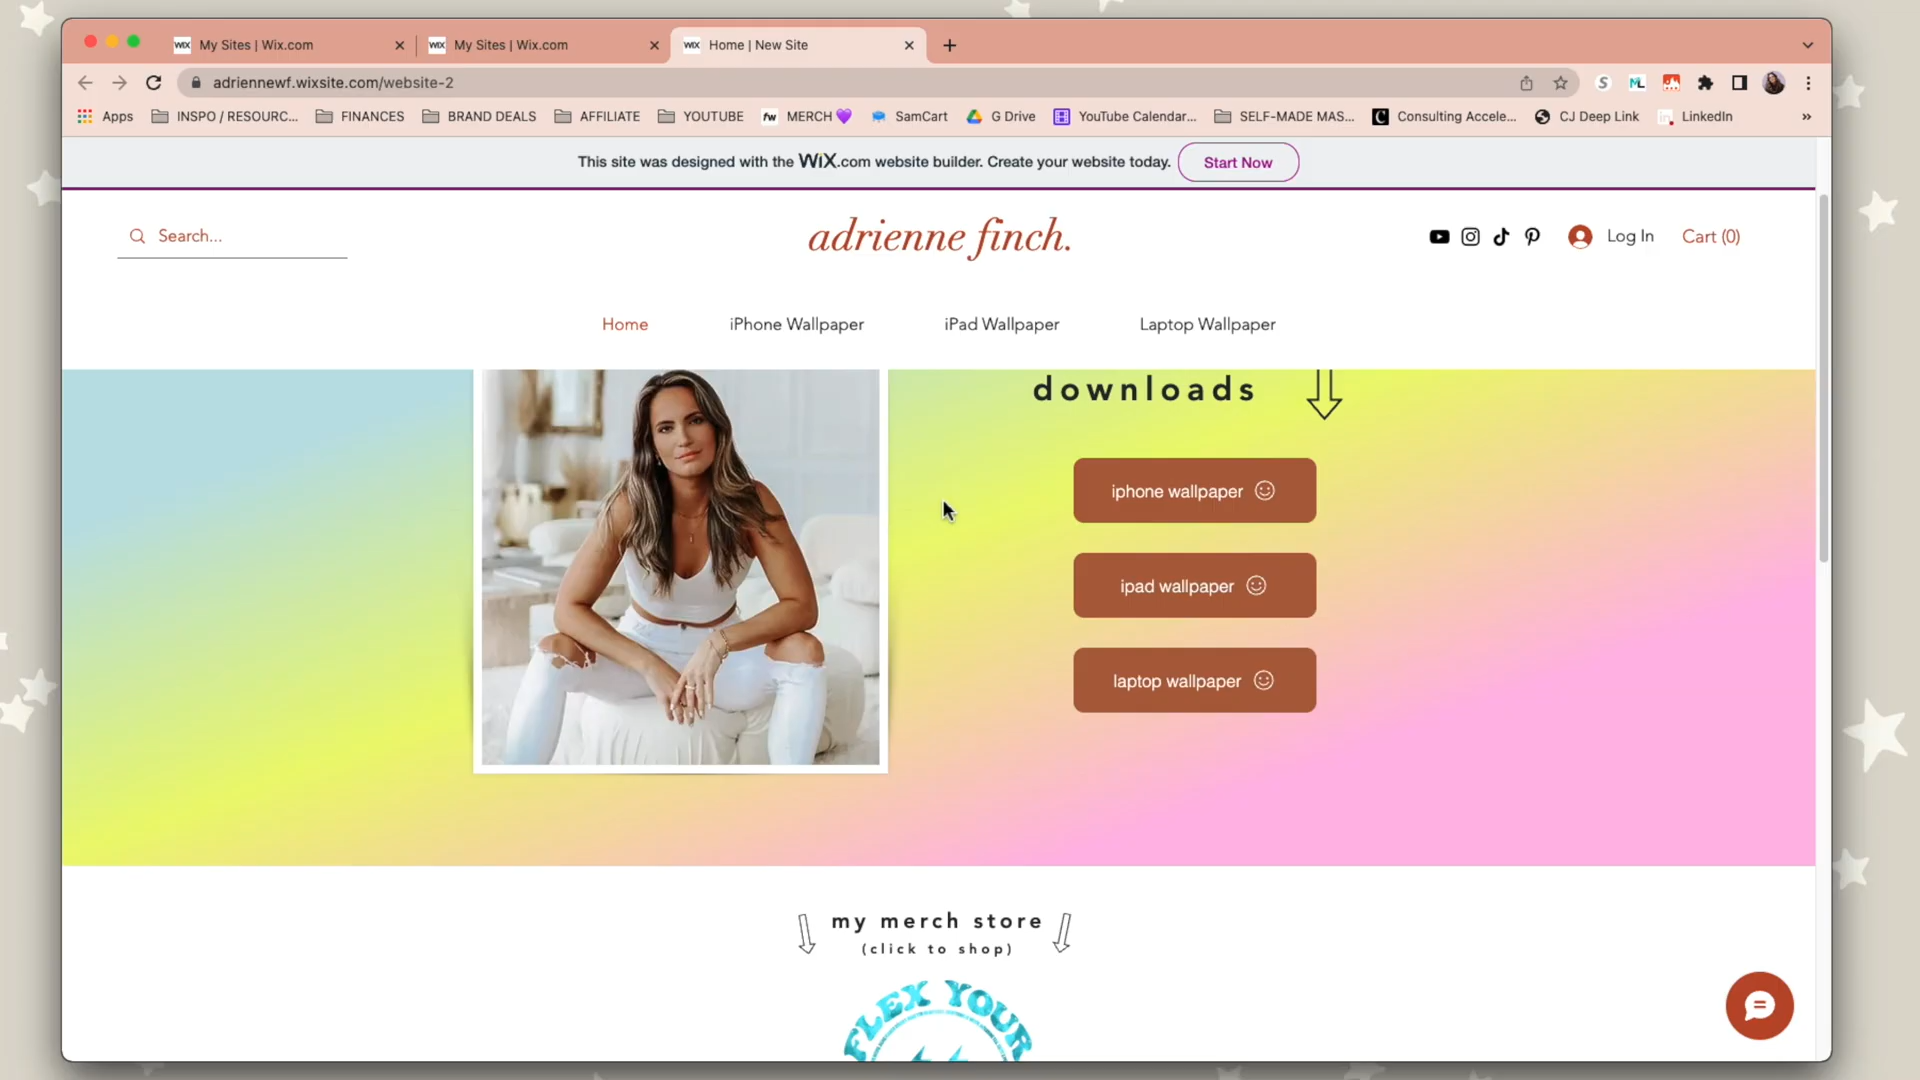 WIX My Sites | Wix.com
WIX My Sites | Wix.com
WIX Home | New Site
adriennewf.wixsite.com/website-2
Apps
INSPO / RESOURC...
FINANCES
BRAND DEALS
AFFILIATE
YOUTUBE
fw MERCH 💜
SamCart
G Drive
YouTube Calendar...
SELF-MADE MAS...
C Consulting Accele...
CJ Deep Link
LinkedIn
»
This site was designed with the WiX.com website builder. Create your website today.
Start Now
Search...
adrienne finch.
Log In
Cart (0)
Home
iPhone Wallpaper
iPad Wallpaper
Laptop Wallpaper
downloads
iphone wallpaper
ipad wallpaper
laptop wallpaper
my merch store
(click to shop)
FLEX YOUR